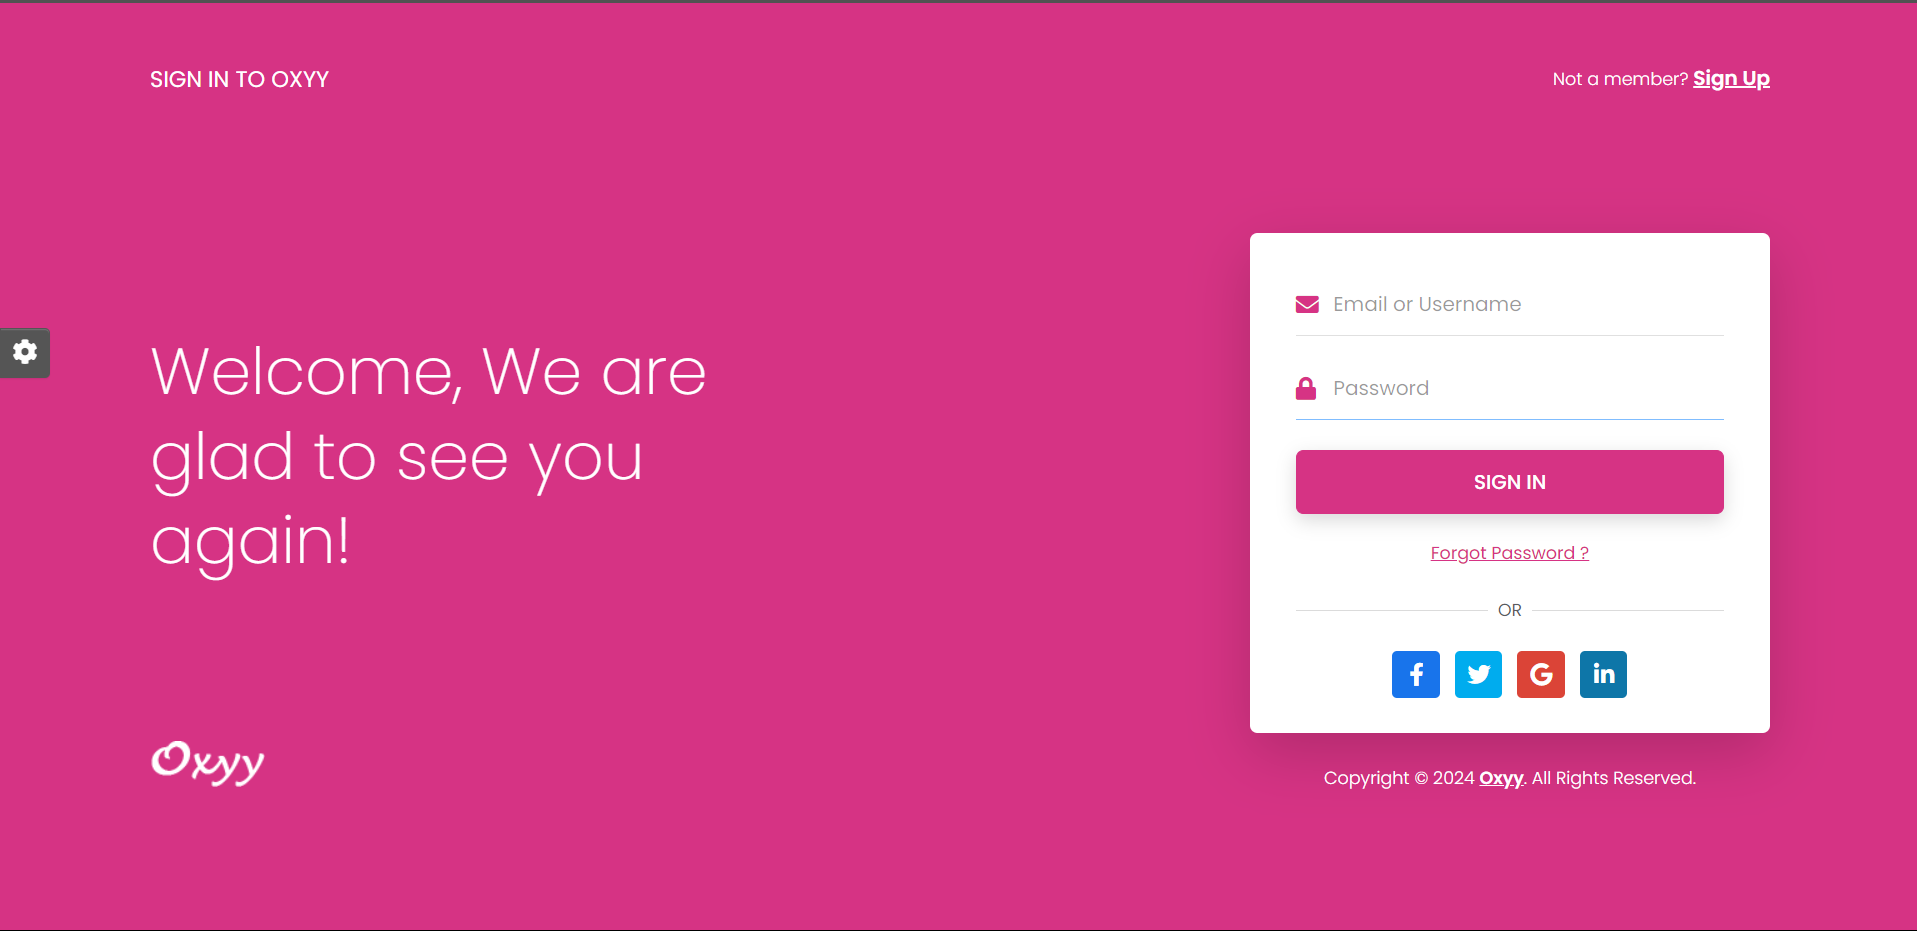 SIGN IN TO OXYY
Not a member? Sign Up
Welcome, We are
glad to see you
again!
Oxyy
Email or Username
Password
SIGN IN
Forgot Password ?
OR
Copyright © 2024 Oxyy. All Rights Reserved.